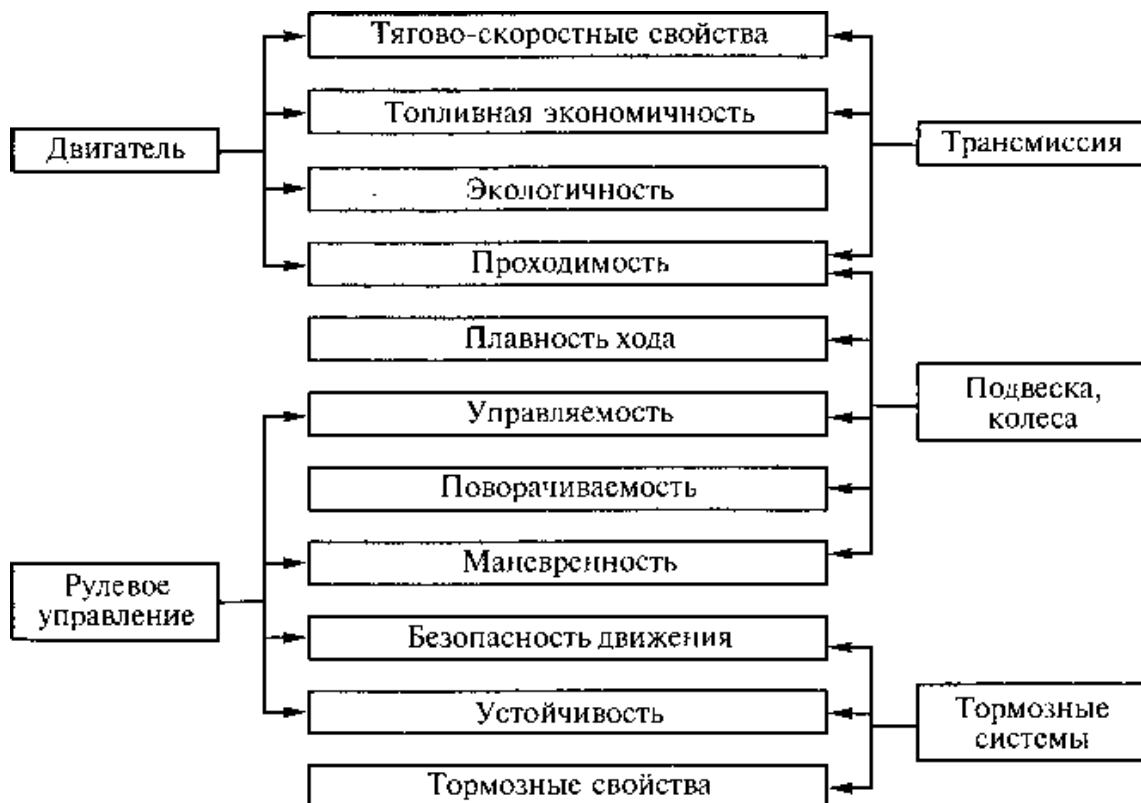 Тягово-скоростные свойства
Топливная экономичность
Двигатель
Трансмиссия
Экологичность
Проходимость
Плавность хода
Подвеска,
колеса
Управляемость
Поворачиваемость
Маневренность
Рулевое
управление
Безопасность движения
Устойчивость
Тормозные
системы
Тормозные свойства